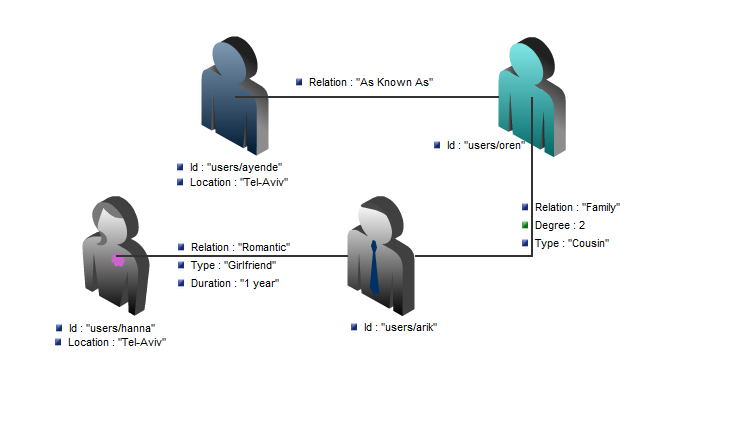 Relation : "As Known As"
Id : "users/oren"
Id : "users/ayende"
Location : "Tel-Aviv"
Relation : "Family"
Degree : 2
Type : "Cousin"
Relation : "Romantic"
Type : "Girlfriend"
Duration : "1 year"
Id : "users/hanna"
Location : "Tel-Aviv"
Id : "users/arik"